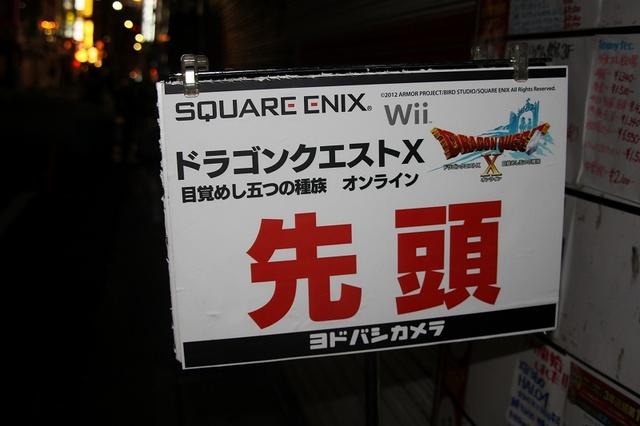 ©2012 ARMOR PROJECT/BIRD STUDIO/SQUARE ENIX All Rights Reserved.
SQUARE ENIX®
Wii
DRAGON QUEST X
ドラゴンクエストX
目覚めし五つの種族 オンライン
先頭
ヨドバシカメラ